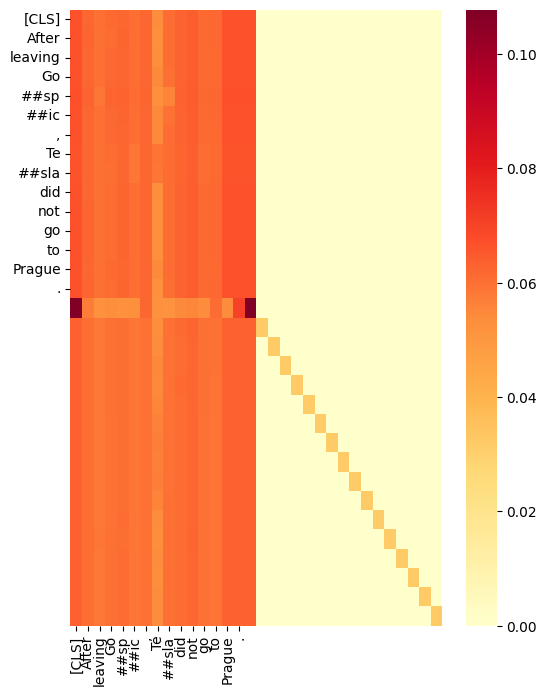 [CLS]
After
leaving
Go
##sp
##ic
,
Te
##sla
did
not
go
to
Prague
.
0.10
0.08
0.06
0.04
0.02
0.00
[CLS]
After
leaving
Go
##sp
##ic
,
Te
##sla
did
not
go
to
Prague
.